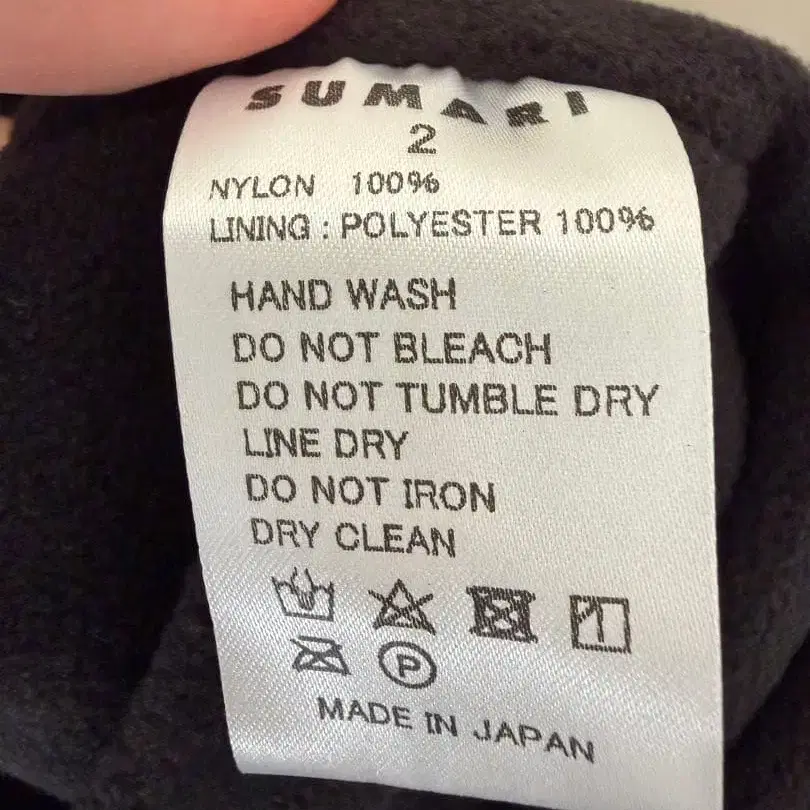 SUMARI
2
NYLON 100%
LINING : POLYESTER 100%
HAND WASH
DO NOT BLEACH
DO NOT TUMBLE DRY
LINE DRY
DO NOT IRON
DRY CLEAN
P
MADE IN JAPAN